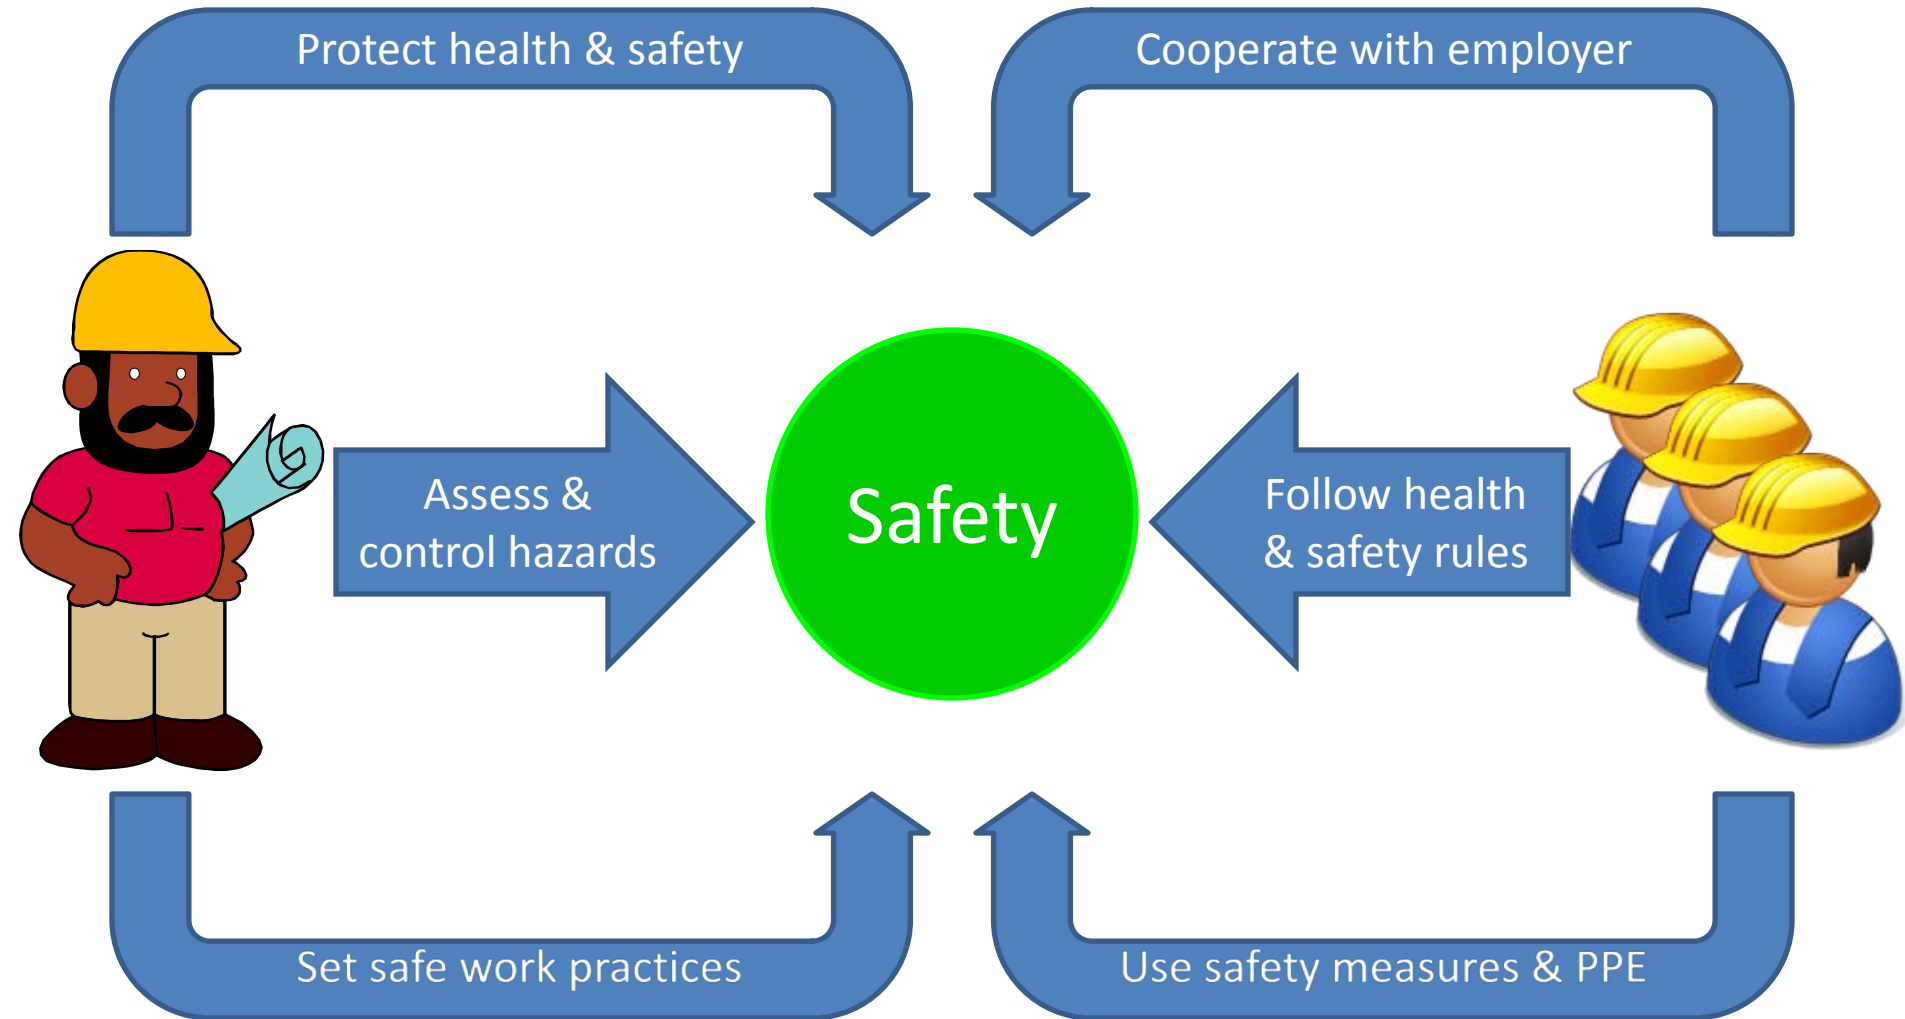 Protect health & safety
Cooperate with employer
Assess &
control hazards
Safety
Follow health
& safety rules
Set safe work practices
Use safety measures & PPE